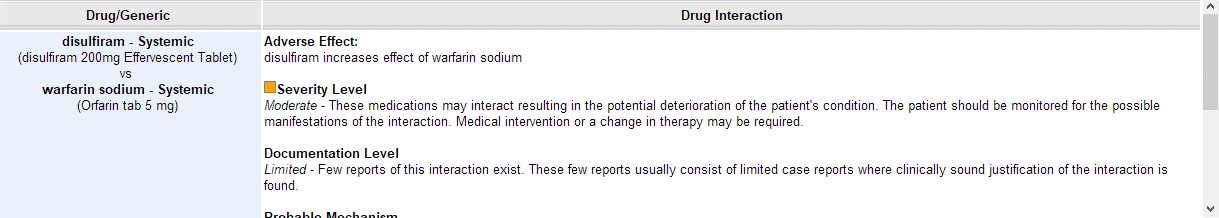 Drug/Generic
Drug Interaction
disulfiram - Systemic
(disulfiram 200mg Effervescent Tablet)
vs
warfarin sodium - Systemic
(Orfarin tab 5 mg)
Adverse Effect:
disulfiram increases effect of warfarin sodium
Severity Level
Moderate - These medications may interact resulting in the potential deterioration of the patient's condition. The patient should be monitored for the possible
manifestations of the interaction. Medical intervention or a change in therapy may be required.
Documentation Level
Limited - Few reports of this interaction exist. These few reports usually consist of limited case reports where clinically sound justification of the interaction is
found.
Probable Mechanism